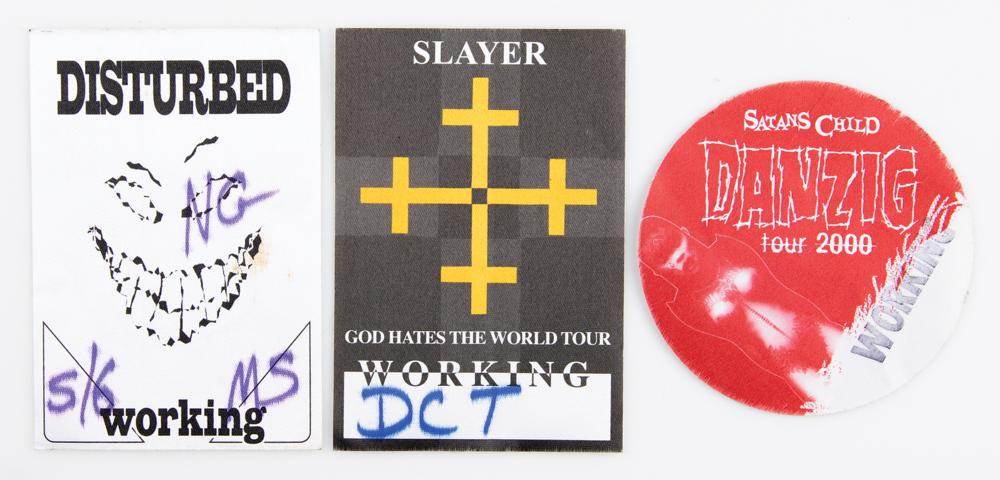 DISTURBED
NG
5/6
MS
working
SLAYER
GOD HATES THE WORLD TOUR
WORKING
DCT
SATANS CHILD
DANZIG
tour 2000
WORKING